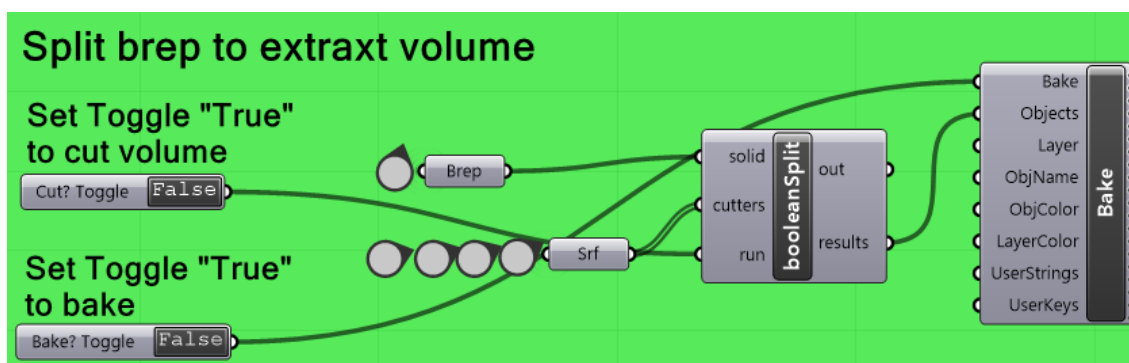 Split brep to extraxt volume
Set Toggle "True"
to cut volume
Cut? Toggle False
Set Toggle "True"
to bake
Bake? Toggle False
Brep
Srf
solid
cutters
run
booleanSplit
out
results
Bake
Objects
Layer
ObjName
ObjColor
LayerColor
UserStrings
UserKeys
Bake